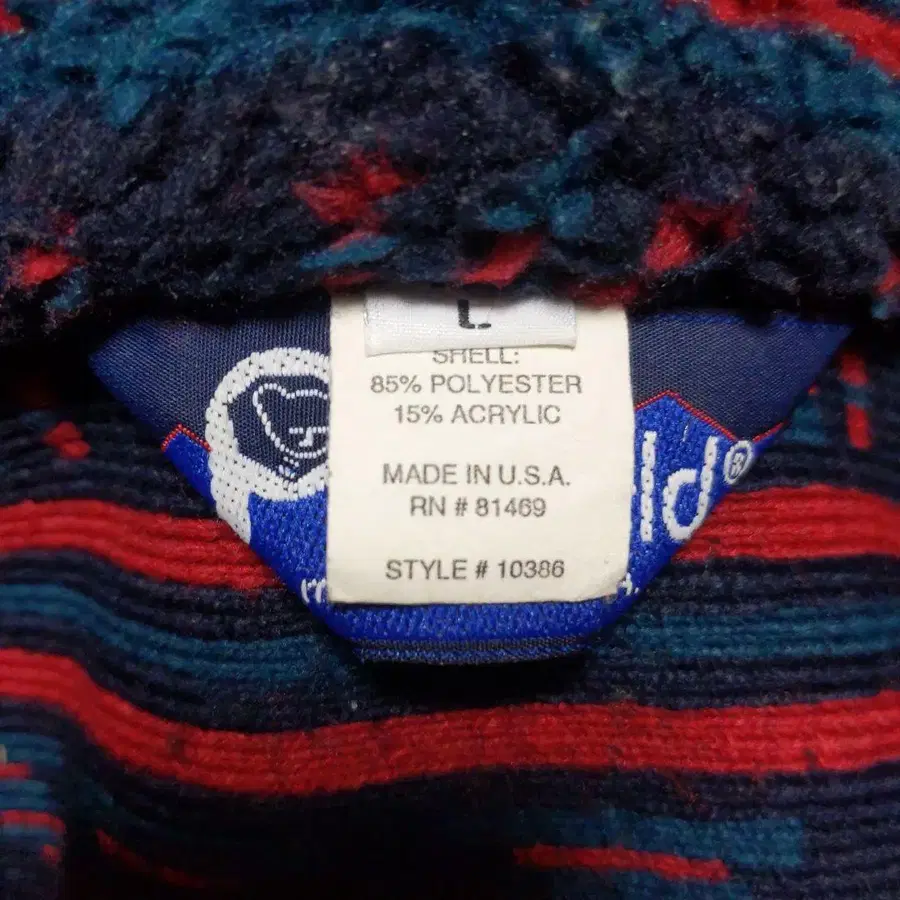 L
SHELL:
85% POLYESTER
15% ACRYLIC
MADE IN U.S.A.
RN # 81469
STYLE # 10386
ld®